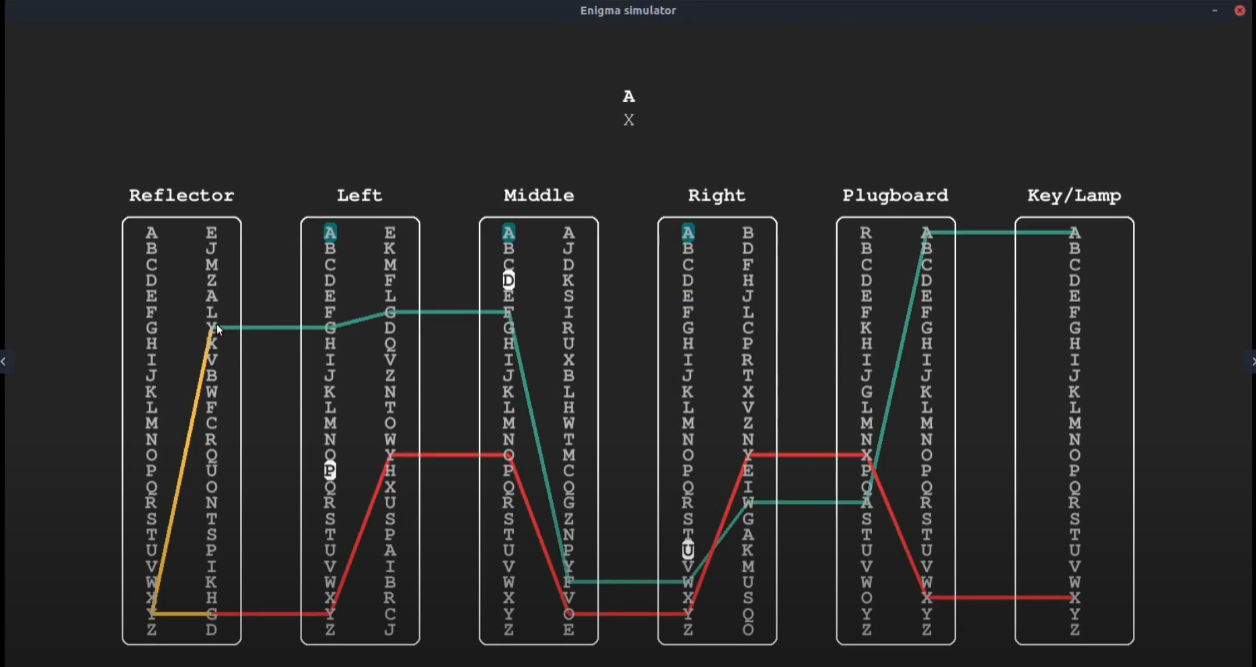 Enigma simulator
A
X
Reflector Left Middle Right Plugboard Key/Lamp
A E A E A A A B R A A
B J B K B J B D B B B
C M C M C D C F C C C
D Z D F D K D H D D D
E A E L E S E J E E E
F L F G F I F L F F F
G Y G D G R G C K G G
H X H Q H U H P H H H
I V I V I X I R I I I
J B J Z J B J T J J J
K W K N K L K X G K K
L F L T L H L V L L L
M C M O M W M Z M M M
N R N W N T N N N N N
O Q O Y O M O Y X O O
P U P H P C P E P P P
Q O Q X Q Q Q I Q Q Q
R N R U R G R W A R R
S T S S S Z S G S S S
T S T P T N T A T T T
U P U A U P U K U U U
V I V I V Y V M V V V
W K W B W F W U W W W
X H X R X V X S O X X
Y G Y C Y O Y Q Y Y Y
Z D Z J Z E Z O Z Z Z